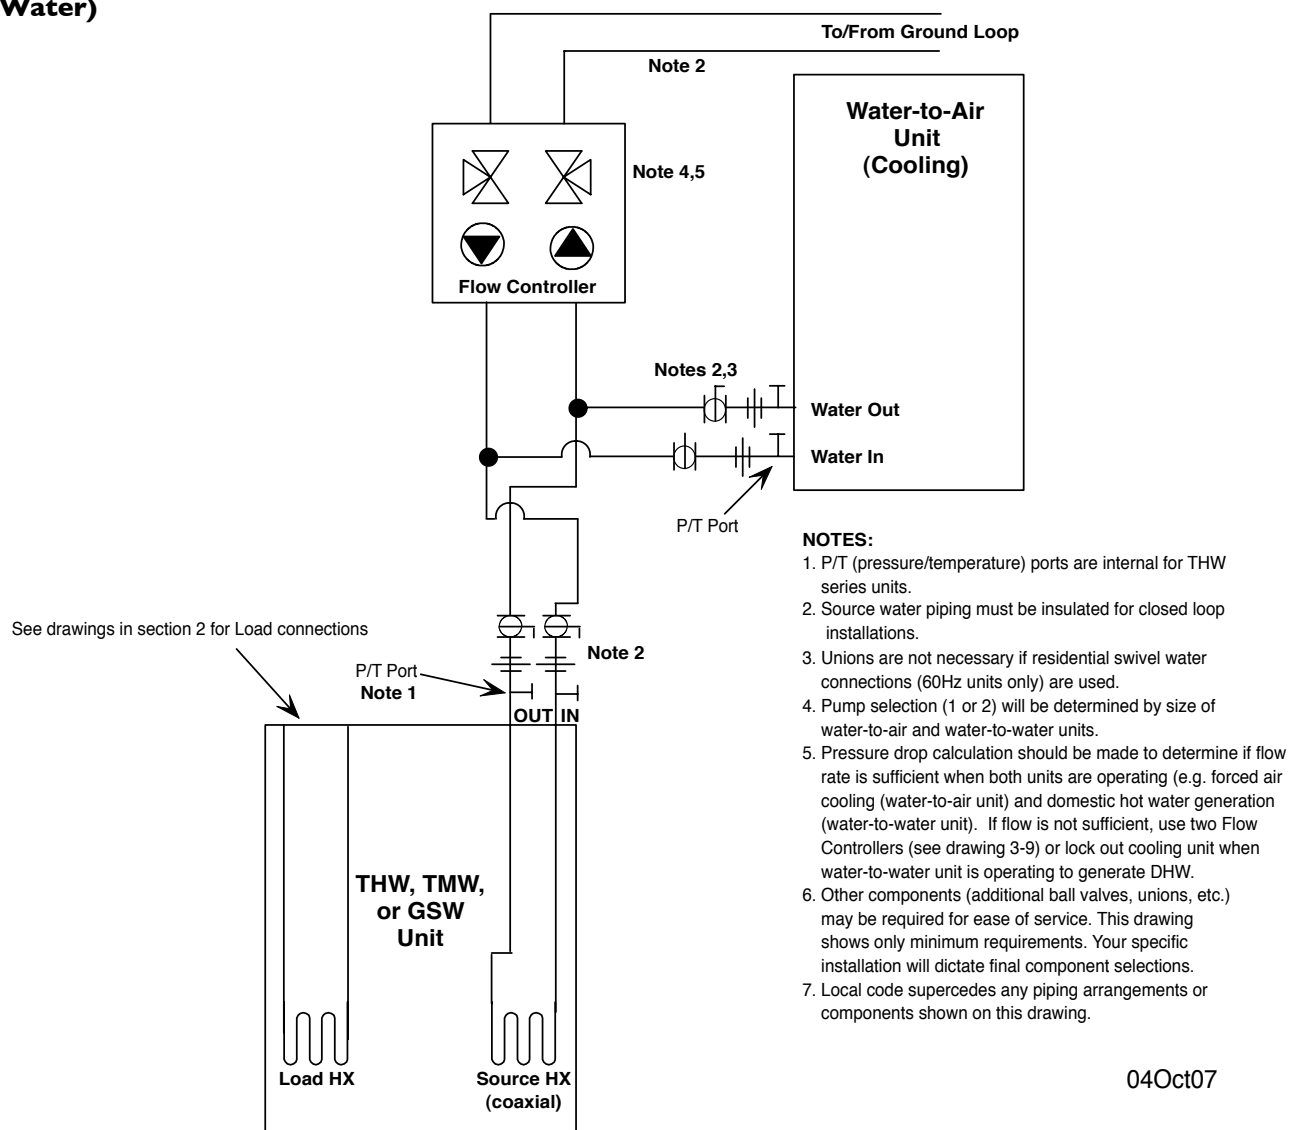 Water)
To/From Ground Loop
Note 2
Water-to-Air
Unit
(Cooling)
Note 4,5
Flow Controller
Notes 2,3
Water Out
Water In
P/T Port
See drawings in section 2 for Load connections
P/T Port
Note 1
Note 2
OUT IN
THW, TMW,
or GSW
Unit
Load HX
Source HX
(coaxial)
NOTES:
1. P/T (pressure/temperature) ports are internal for THW
series units.
2. Source water piping must be insulated for closed loop
installations.
3. Unions are not necessary if residential swivel water
connections (60Hz units only) are used.
4. Pump selection (1 or 2) will be determined by size of
water-to-air and water-to-water units.
5. Pressure drop calculation should be made to determine if flow
rate is sufficient when both units are operating (e.g. forced air
cooling (water-to-air unit) and domestic hot water generation
(water-to-water unit). If flow is not sufficient, use two Flow
Controllers (see drawing 3-9) or lock out cooling unit when
water-to-water unit is operating to generate DHW.
6. Other components (additional ball valves, unions, etc.)
may be required for ease of service. This drawing
shows only minimum requirements. Your specific
installation will dictate final component selections.
7. Local code supercedes any piping arrangements or
components shown on this drawing.
04Oct07